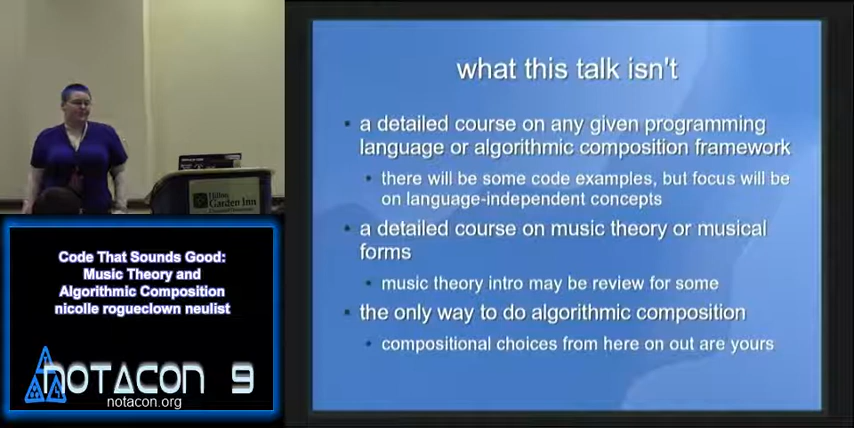 what this talk isn't
a detailed course on any given programming
language or algorithmic composition framework
there will be some code examples, but focus will be
on language-independent concepts
a detailed course on music theory or musical
forms
music theory intro may be review for some
the only way to do algorithmic composition
compositional choices from here on out are yours
Hilton
Garden Inn
Code That Sounds Good:
Music Theory and
Algorithmic Composition
nicolle rogueclown neulist
NOTACON 9
notacon.org